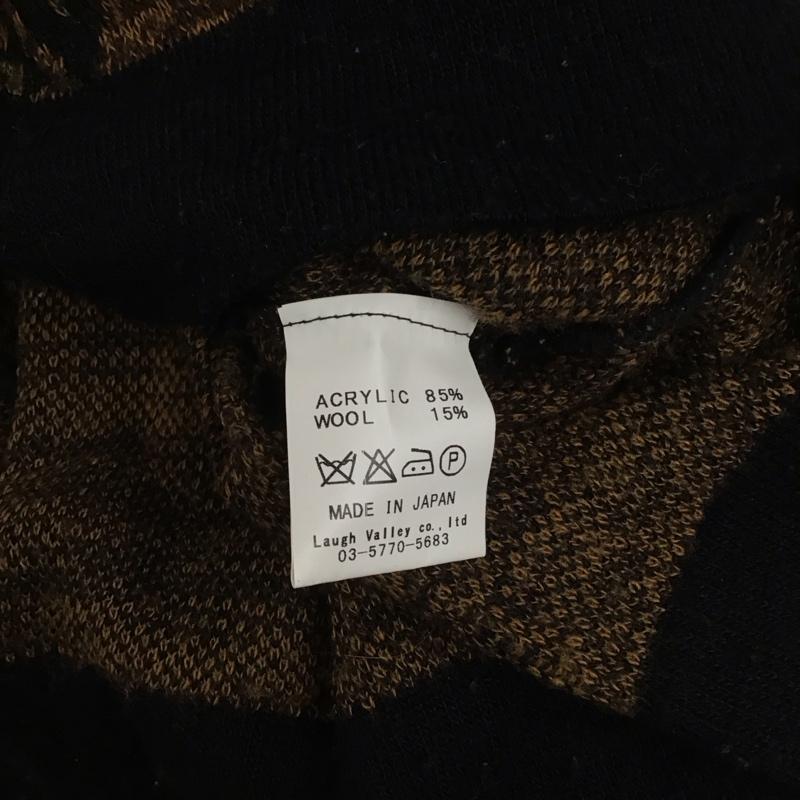 ACRYLIC 85%
WOOL 15%
P
MADE IN JAPAN
Laugh Valley co., ltd
03-5770-5683